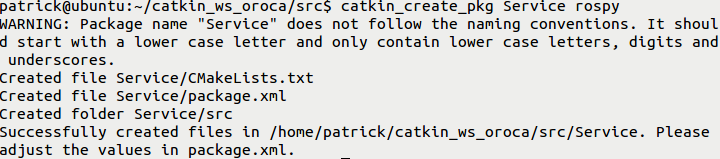 patrick@ubuntu:~/catkin_ws_oroca/src$ catkin_create_pkg Service rospy
WARNING: Package name "Service" does not follow the naming conventions. It shoul
d start with a lower case letter and only contain lower case letters, digits and
 underscores.
Created file Service/CMakeLists.txt
Created file Service/package.xml
Created folder Service/src
Successfully created files in /home/patrick/catkin_ws_oroca/src/Service. Please
adjust the values in package.xml.